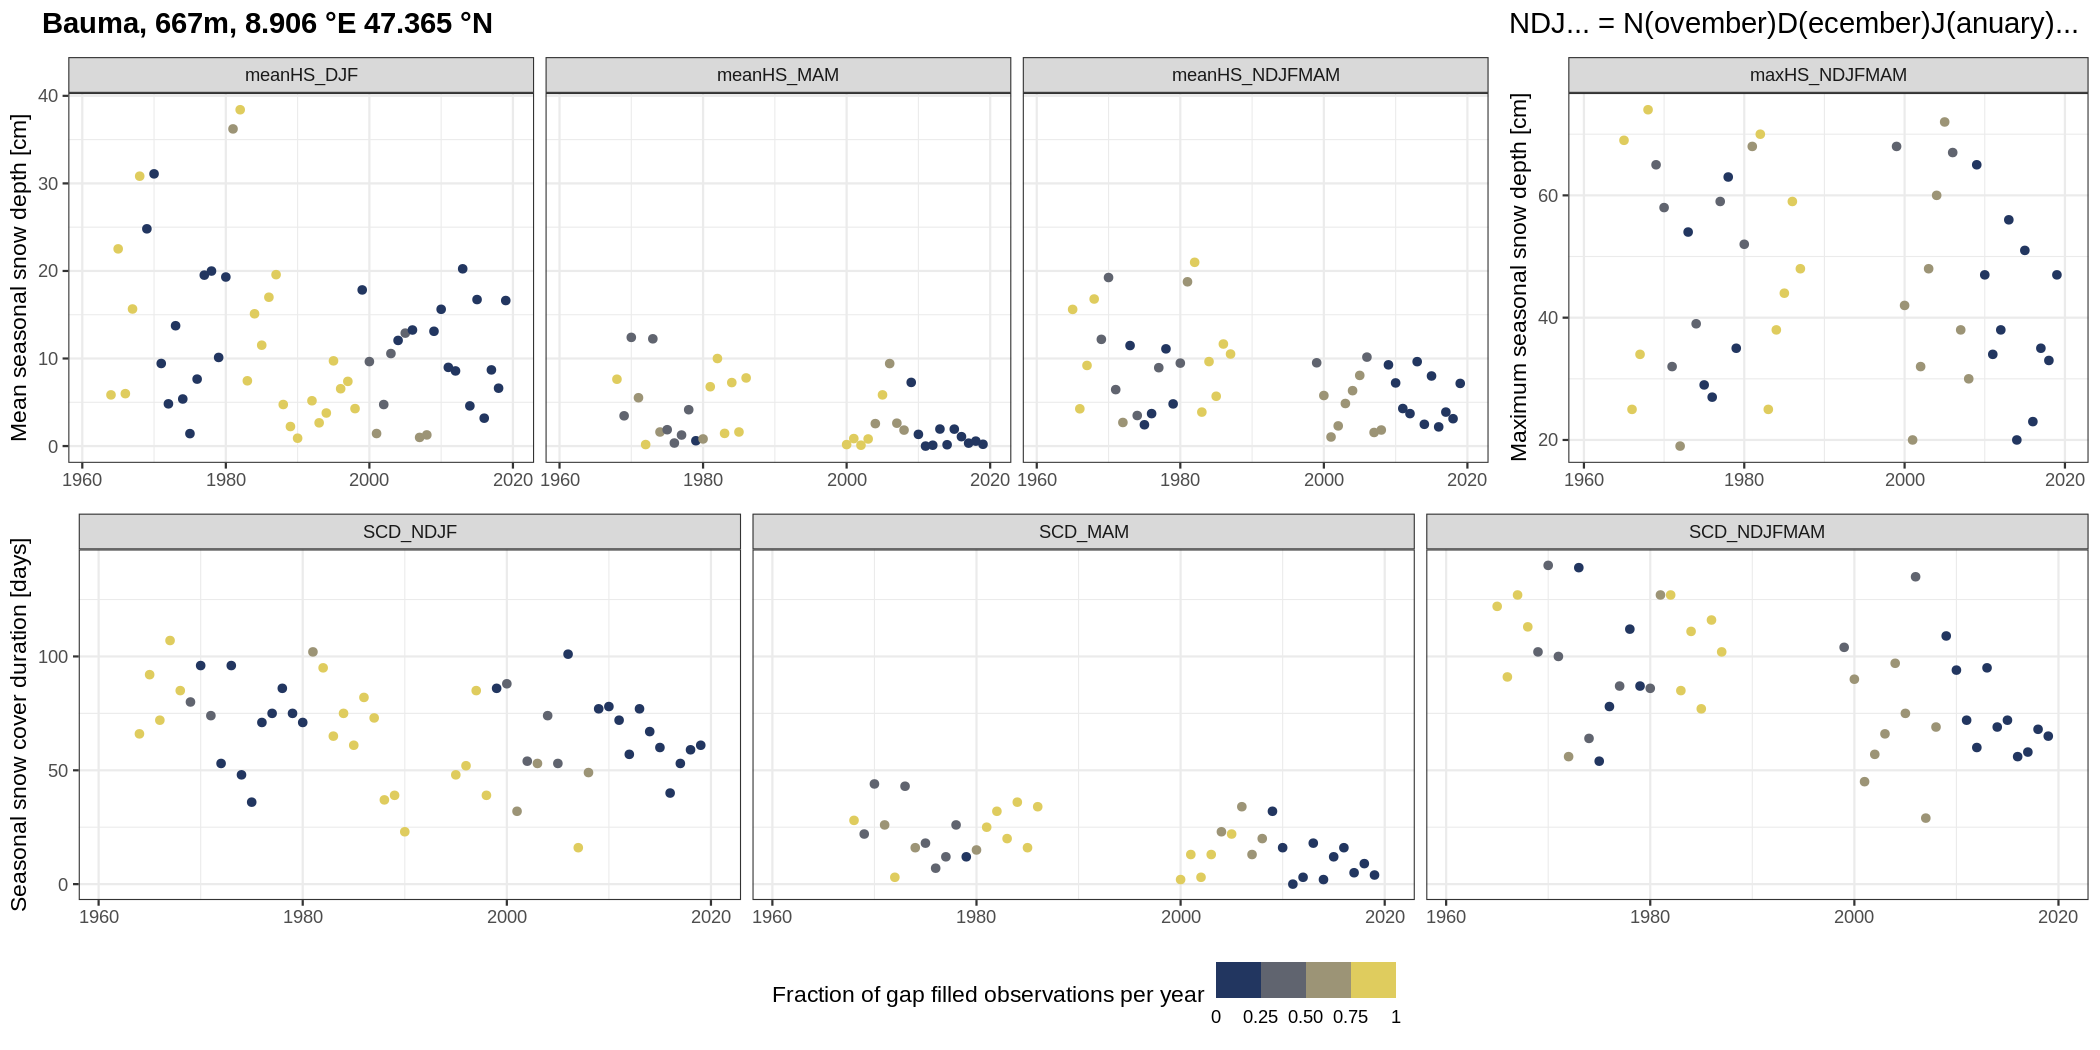 Bauma, 667m, 8.906 °E 47.365 °N
NDJ... = N(ovember)D(ecember)J(anuary)...
meanHS_DJF
meanHS_MAM
meanHS_NDJFMAM
maxHS_NDJFMAM
Mean seasonal snow depth [cm]
40
30
20
10
0
1960 1980 2000 2020
1960 1980 2000 2020
1960 1980 2000 2020
Maximum seasonal snow depth [cm]
60
40
20
1960 1980 2000 2020
SCD_NDJF
SCD_MAM
SCD_NDJFMAM
Seasonal snow cover duration [days]
100
50
0
1960 1980 2000 2020
1960 1980 2000 2020
1960 1980 2000 2020
Fraction of gap filled observations per year
0 0.25 0.50 0.75 1